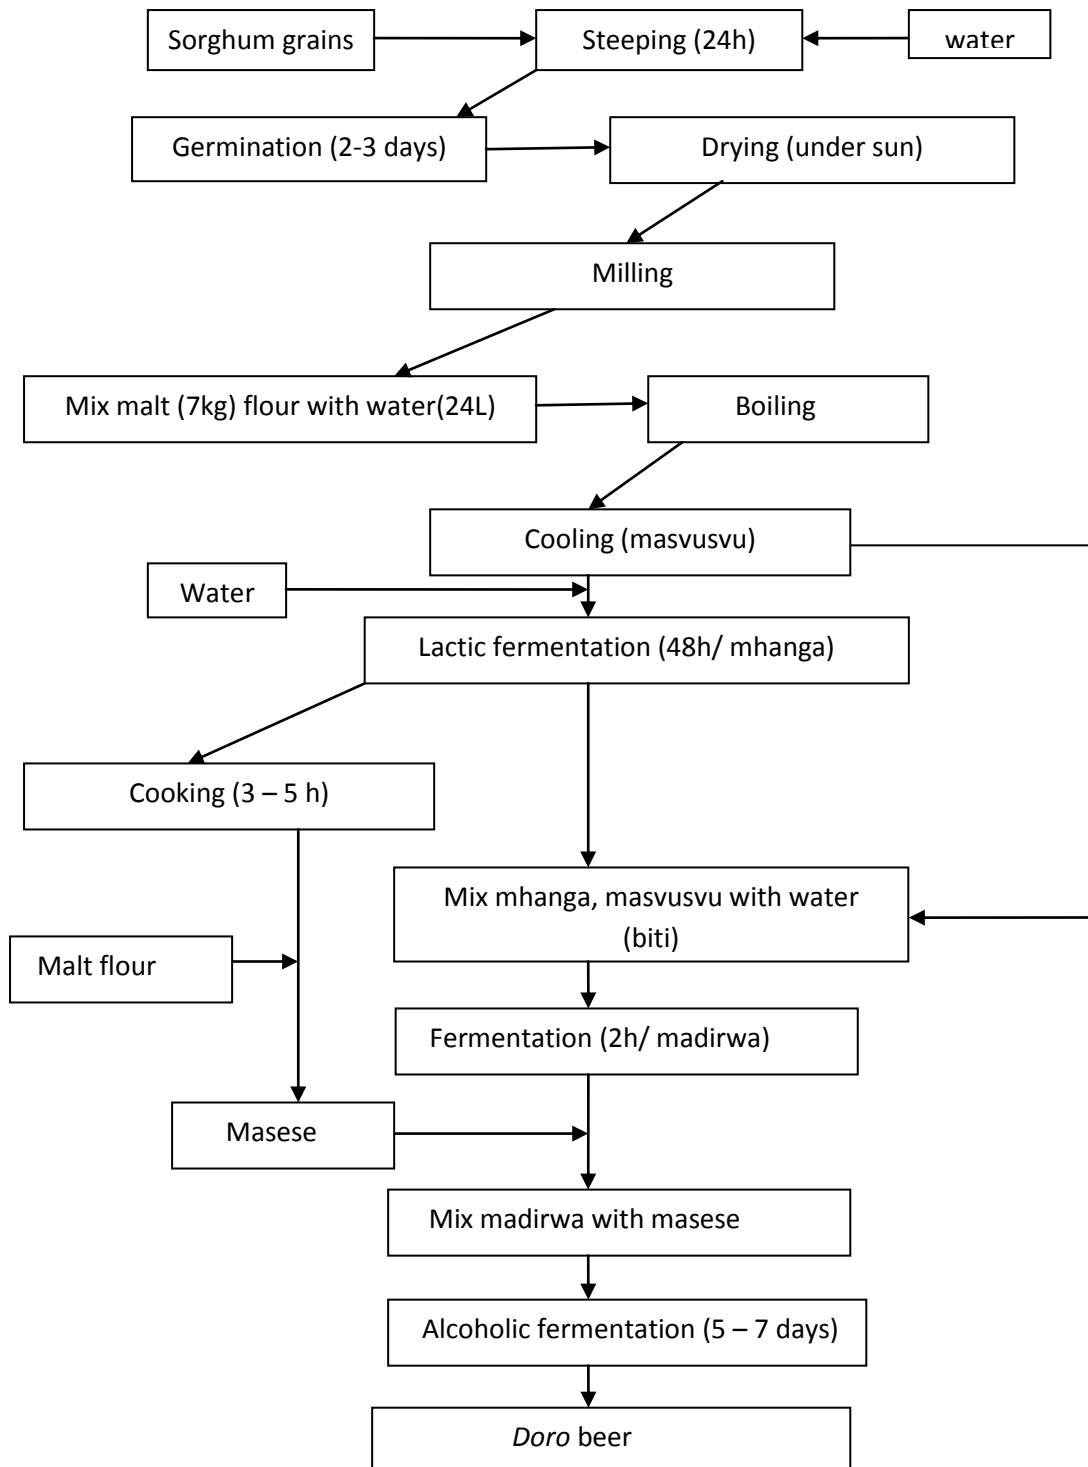 Sorghum grains
Steeping (24h)
water
Germination (2-3 days)
Drying (under sun)
Milling
Mix malt (7kg) flour with water(24L)
Boiling
Cooling (masvusvu)
Water
Lactic fermentation (48h/ mhanga)
Cooking (3 – 5 h)
Mix mhanga, masvusvu with water
(biti)
Malt flour
Fermentation (2h/ madirwa)
Masese
Mix madirwa with masese
Alcoholic fermentation (5 – 7 days)
Doro beer